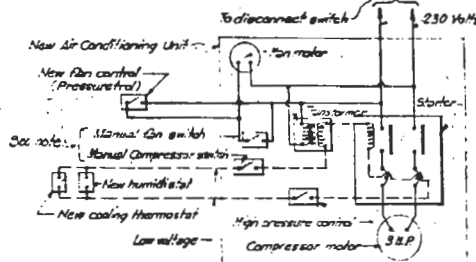 To disconnect switch
230 Volt
New Air Conditioning Unit
Fan motor
New fan control
(Pressuretrol)
Transformer
Starter
See note
Manual fan switch
Manual Compressor switch
New humidistat
New cooling thermostat
High pressure control
Low voltage
Compressor motor
3 H.P.